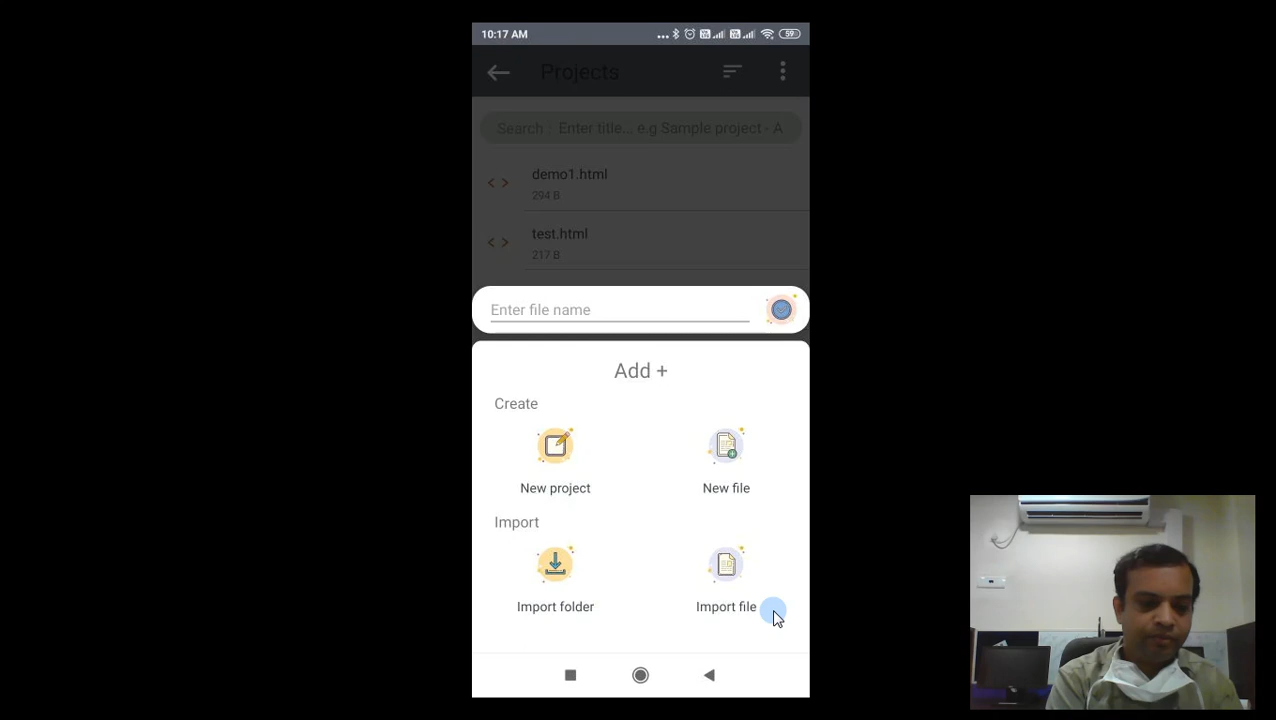 10:17 AM
59
Projects
Search : Enter title... e.g Sample project - A
demo1.html
294 B
test.html
217 B
Enter file name
Add +
Create
New project
New file
Import
Import folder
Import file